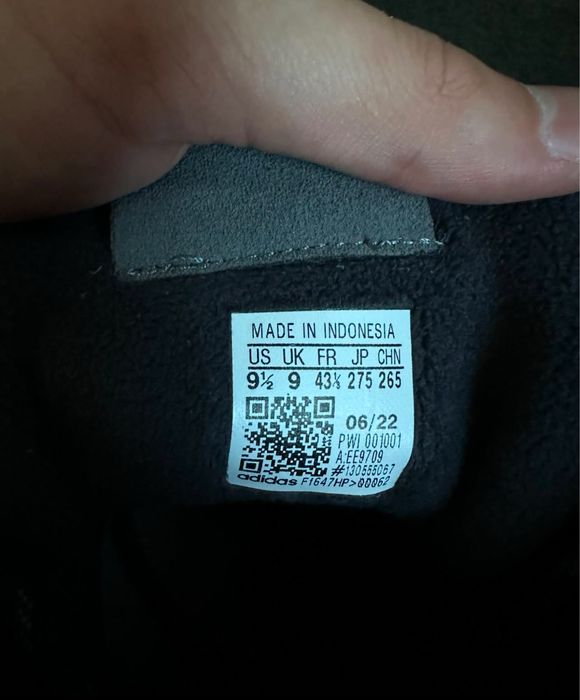 MADE IN INDONESIA
US UK FR JP CHN
9½ 9 43⅓ 275 265
06/22
PWI 001001
A:EE9709
#130555067
adidas F1647HP>00062